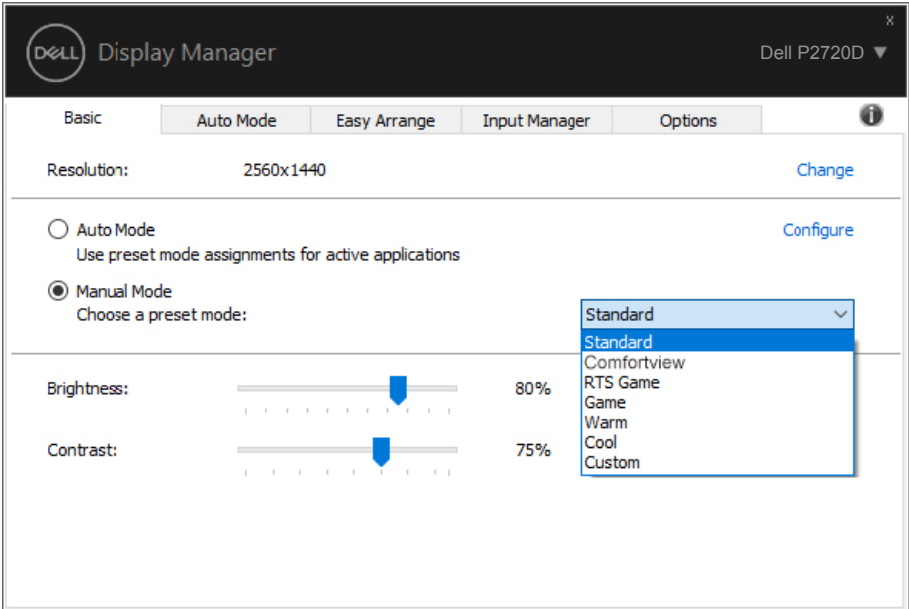 x
DELL Display Manager
Dell P2720D ▼
Basic Auto Mode Easy Arrange Input Manager Options
Resolution: 2560x1440 Change
Auto Mode Configure
Use preset mode assignments for active applications
Manual Mode
Choose a preset mode: Standard
Standard
Comfortview
RTS Game
Game
Warm
Cool
Custom
Brightness: 80%
Contrast: 75%